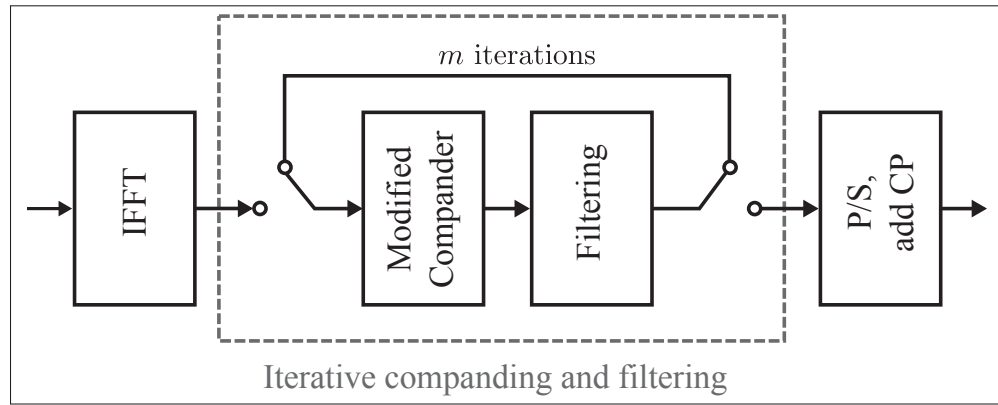 m iterations
IFFT
Modified
Compander
Filtering
P/S,
add CP
Iterative companding and filtering